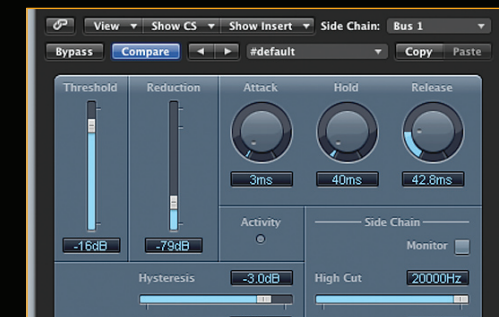 View Show CS Show Insert Side Chain: Bus 1
Bypass Compare #default Copy Paste
Threshold Reduction Attack Hold Release
3ms 40ms 42.8ms
Activity Side Chain
-16dB -79dB Monitor
Hysteresis -3.0dB High Cut 20000Hz